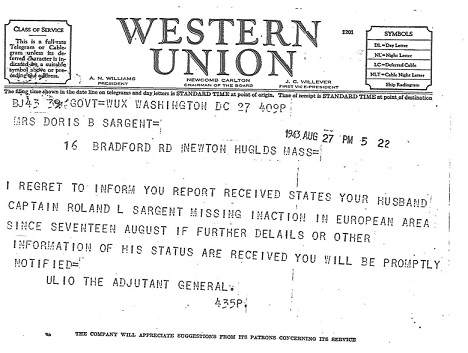 CLASS OF SERVICE
This is a full-rate
Telegram or Cable-
gram unless its de-
ferred character is in-
dicated by a suitable
symbol above or pre-
ceding the address.
WESTERN
UNION
1201
SYMBOLS
DL=Day Letter
NL=Night Letter
LC=Deferred Cable
NLT=Cable Night Letter
Ship Radiogram
A. N. WILLIAMS
PRESIDENT
NEWCOMB CARLTON
CHAIRMAN OF THE BOARD
J. C. WILLEVER
FIRST VICE-PRESIDENT
The filing time shown in the date line on telegrams and day letters is STANDARD TIME at point of origin. Time of receipt is STANDARD TIME at point of destination
BJ43 39 GOVT=WUX WASHINGTON DC 27 409P
MRS DORIS B SARGENT=
1943 AUG 27 PM 5 22
16 BRADFORD RD NEWTON HUGLDS MASS=
I REGRET TO INFORM YOU REPORT RECEIVED STATES YOUR HUSBAND
CAPTAIN ROLAND L SARGENT MISSING INACTION IN EUROPEAN AREA
SINCE SEVENTEEN AUGUST IF FURTHER DELAILS OR OTHER
INFORMATION OF HIS STATUS ARE RECEIVED YOU WILL BE PROMPTLY
NOTIFIED=
ULIO THE ADJUTANT GENERAL.
435P.
THE COMPANY WILL APPRECIATE SUGGESTIONS FROM ITS PATRONS CONCERNING ITS SERVICE